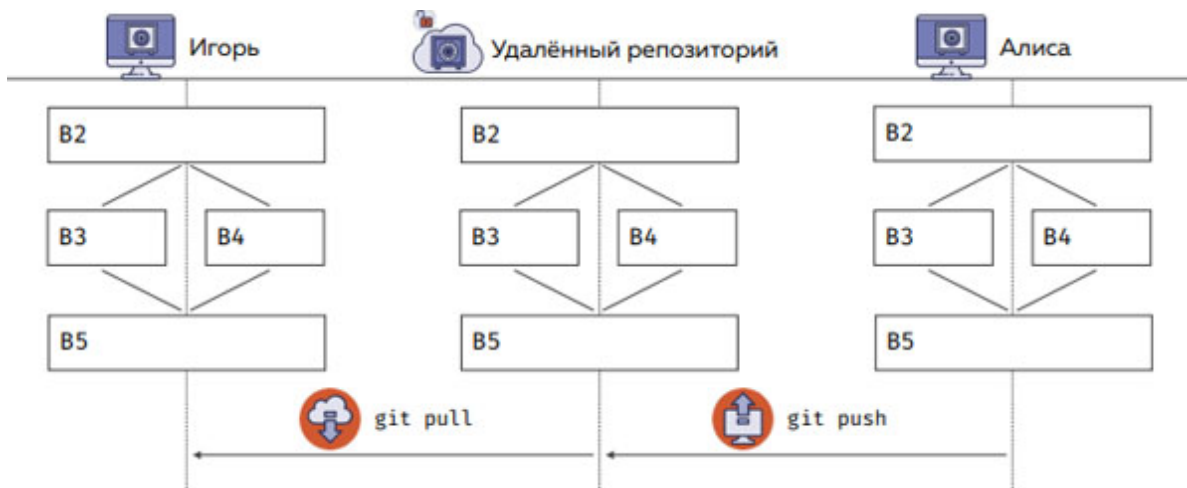 Игорь
Удалённый репозиторий
Алиса
B2
B2
B2
B3
B4
B3
B4
B3
B4
B5
B5
B5
git pull
git push